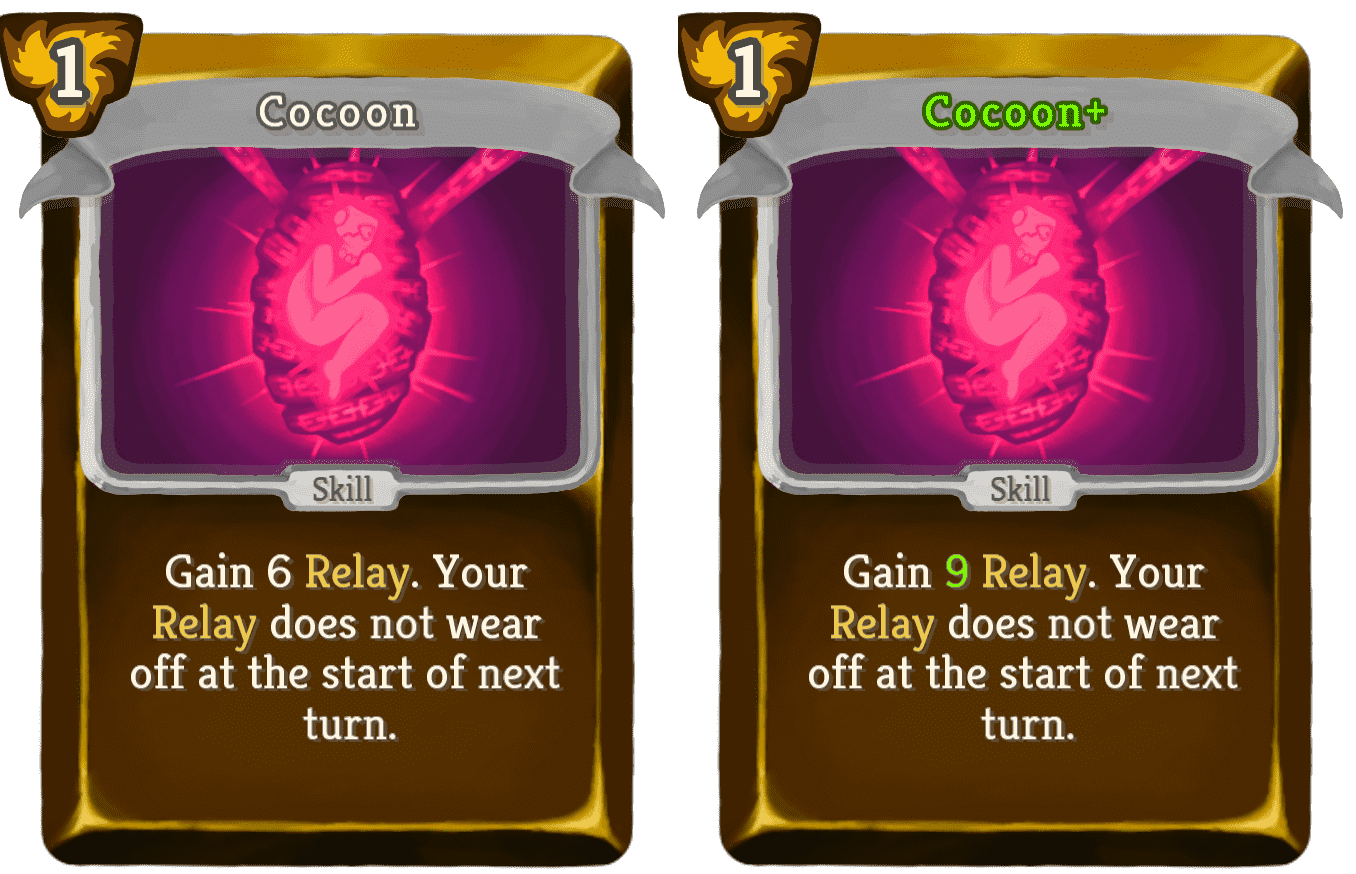 1
Cocoon
Skill
Gain 6 Relay. Your
Relay does not wear
off at the start of next
turn.
1
Cocoon+
Skill
Gain 9 Relay. Your
Relay does not wear
off at the start of next
turn.